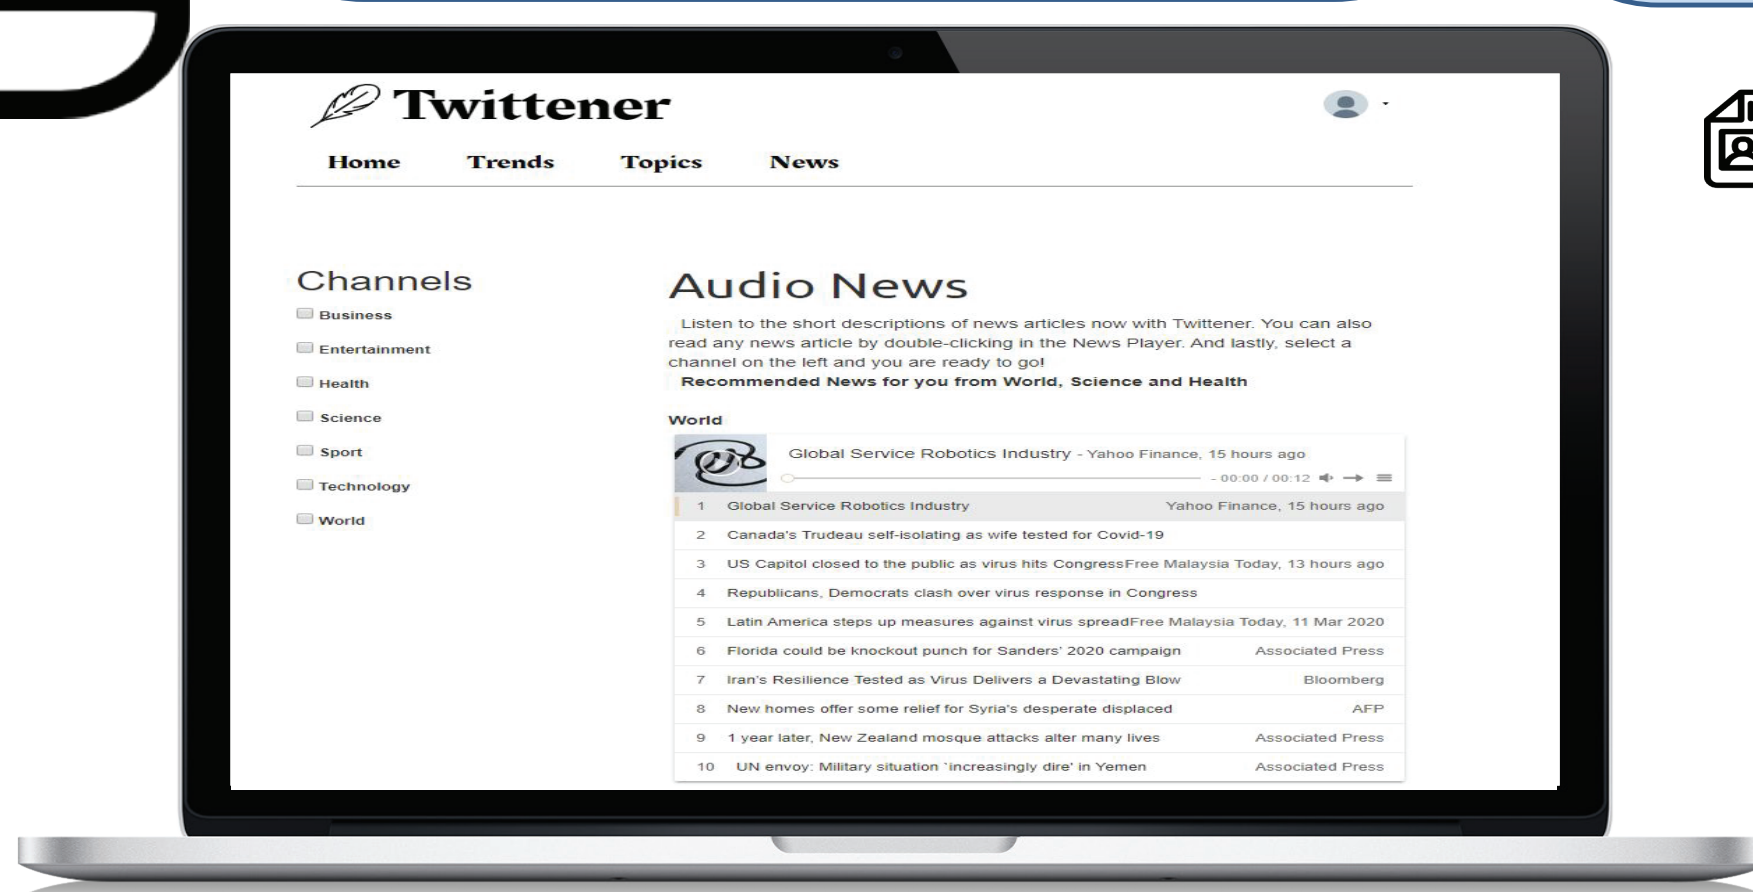 Twittener
Home Trends Topics News
Channels
Business
Entertainment
Health
Science
Sport
Technology
World
Audio News
Listen to the short descriptions of news articles now with Twittener. You can also
read any news article by double-clicking in the News Player. And lastly, select a
channel on the left and you are ready to go!
Recommended News for you from World, Science and Health
World
Global Service Robotics Industry - Yahoo Finance, 15 hours ago
- 00:00 / 00:12
1 Global Service Robotics Industry Yahoo Finance, 15 hours ago
2 Canada's Trudeau self-isolating as wife tested for Covid-19
3 US Capitol closed to the public as virus hits CongressFree Malaysia Today, 13 hours ago
4 Republicans, Democrats clash over virus response in Congress
5 Latin America steps up measures against virus spreadFree Malaysia Today, 11 Mar 2020
6 Florida could be knockout punch for Sanders' 2020 campaign Associated Press
7 Iran's Resilience Tested as Virus Delivers a Devastating Blow Bloomberg
8 New homes offer some relief for Syria's desperate displaced AFP
9 1 year later, New Zealand mosque attacks alter many lives Associated Press
10 UN envoy: Military situation `increasingly dire' in Yemen Associated Press